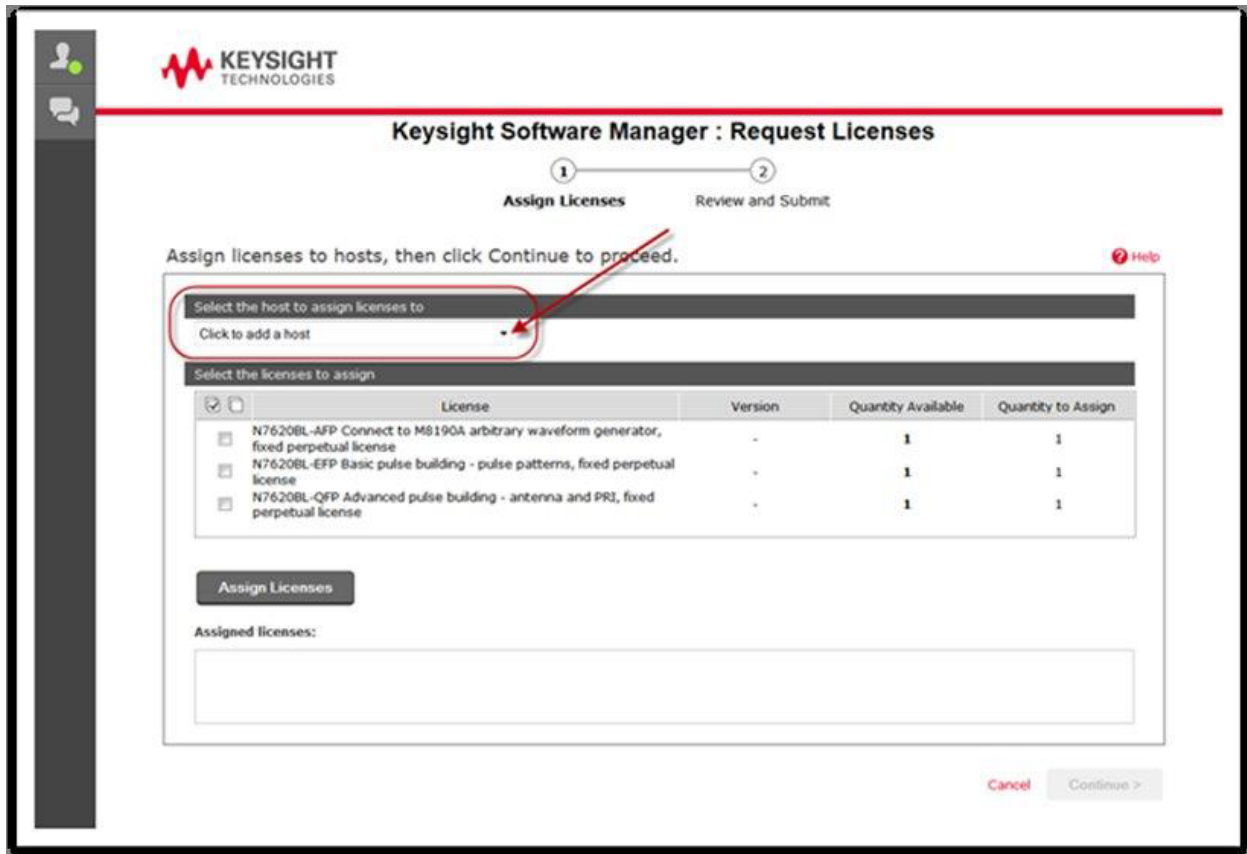 KEYSIGHT
TECHNOLOGIES
Keysight Software Manager : Request Licenses
1
2
Assign Licenses
Review and Submit
Assign licenses to hosts, then click Continue to proceed.
? Help
Select the host to assign licenses to
Click to add a host
Select the licenses to assign
License
Version
Quantity Available
Quantity to Assign
N7620BL-AFP Connect to M8190A arbitrary waveform generator,
fixed perpetual license
-
1
1
N7620BL-EFP Basic pulse building - pulse patterns, fixed perpetual
license
-
1
1
N7620BL-QFP Advanced pulse building - antenna and PRI, fixed
perpetual license
-
1
1
Assign Licenses
Assigned licenses:
Cancel
Continue >